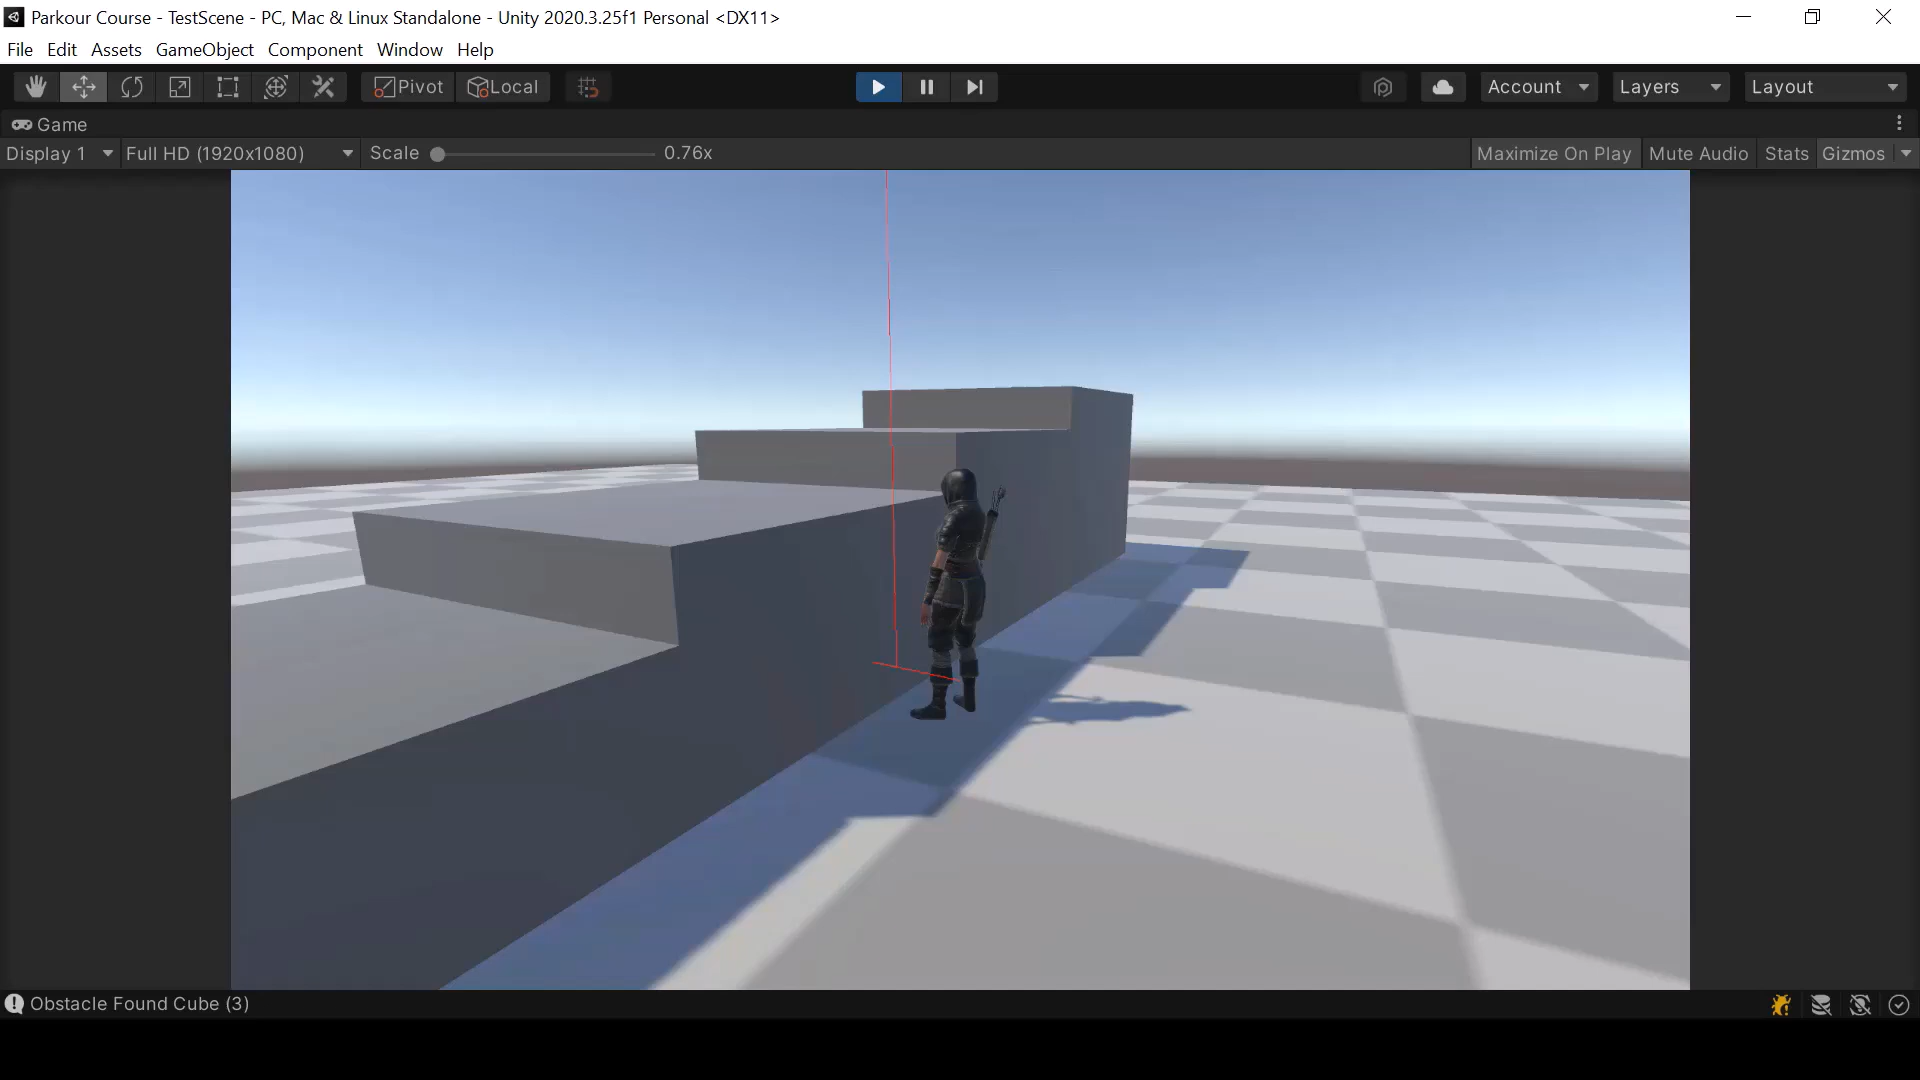 Parkour Course - TestScene - PC, Mac & Linux Standalone - Unity 2020.3.25f1 Personal <DX11>
File Edit Assets GameObject Component Window Help
Pivot Local Account Layers Layout
Game
Display 1 Full HD (1920x1080) Scale 0.76x Maximize On Play Mute Audio Stats Gizmos
Obstacle Found Cube (3)